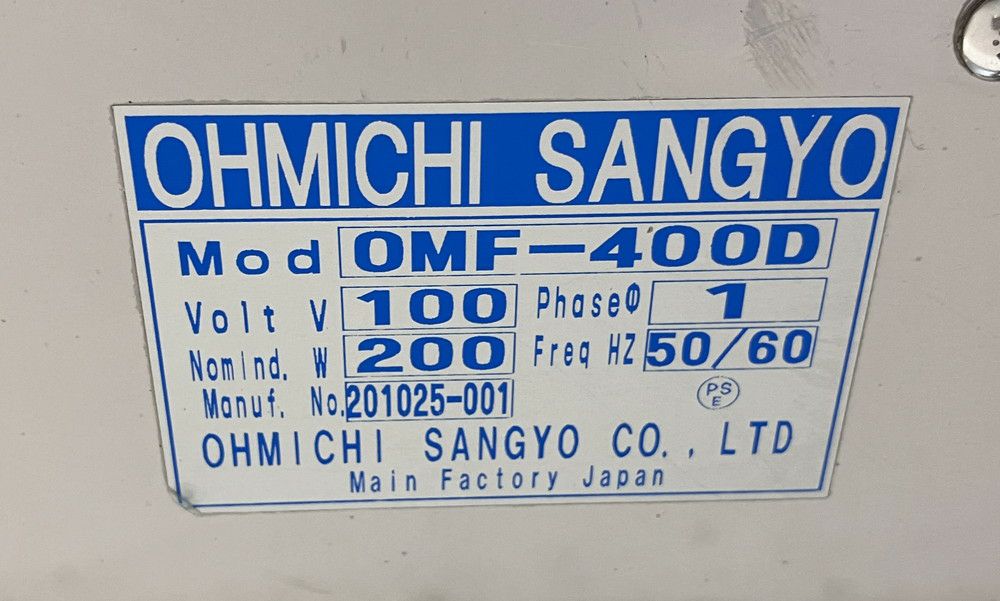 OHMICHI SANGYO
Mod OMF-400D
Volt V 100 Phaseφ 1
Nomind. W 200 Freq HZ 50/60
Manuf. No. 201025-001 PS E
OHMICHI SANGYO CO., LTD
Main Factory Japan